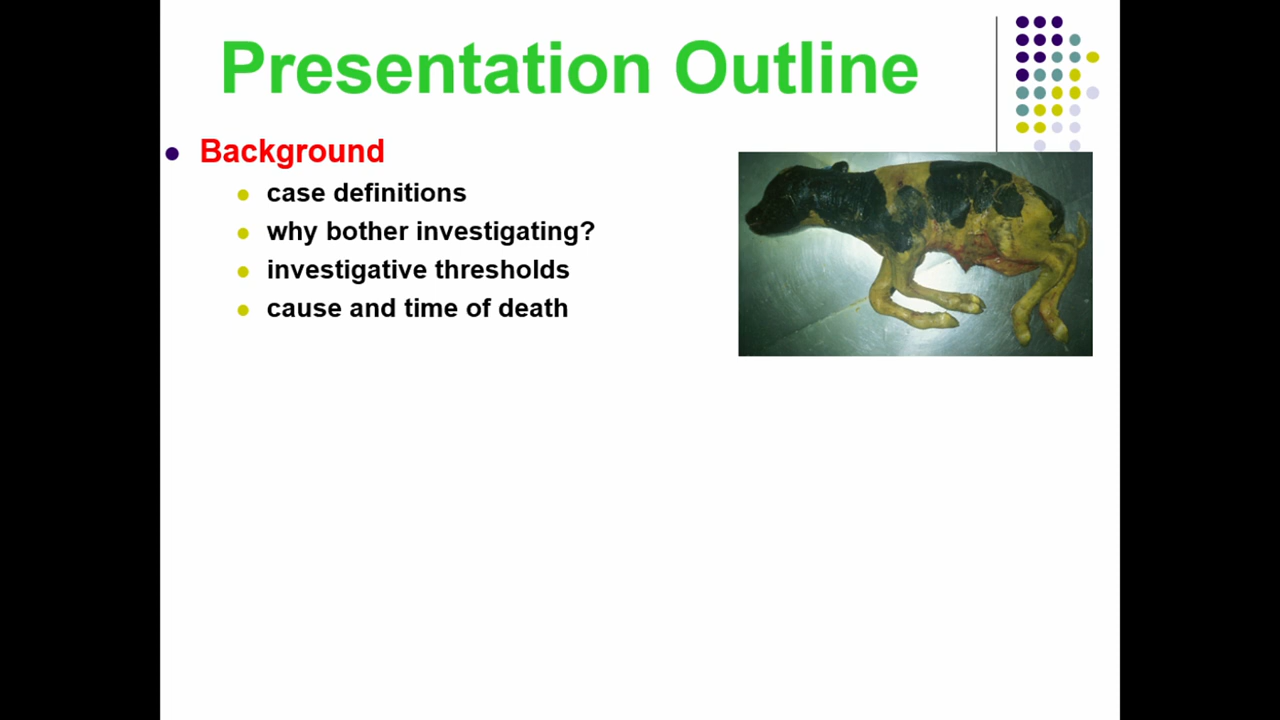 Presentation Outline
Background
case definitions
why bother investigating?
investigative thresholds
cause and time of death